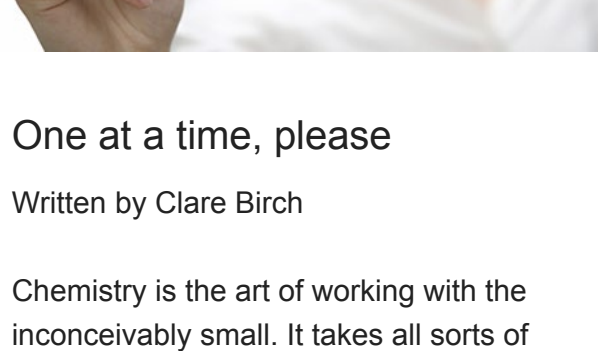 One at a time, please
Written by Clare Birch
Chemistry is the art of working with the
inconceivably small. It takes all sorts of